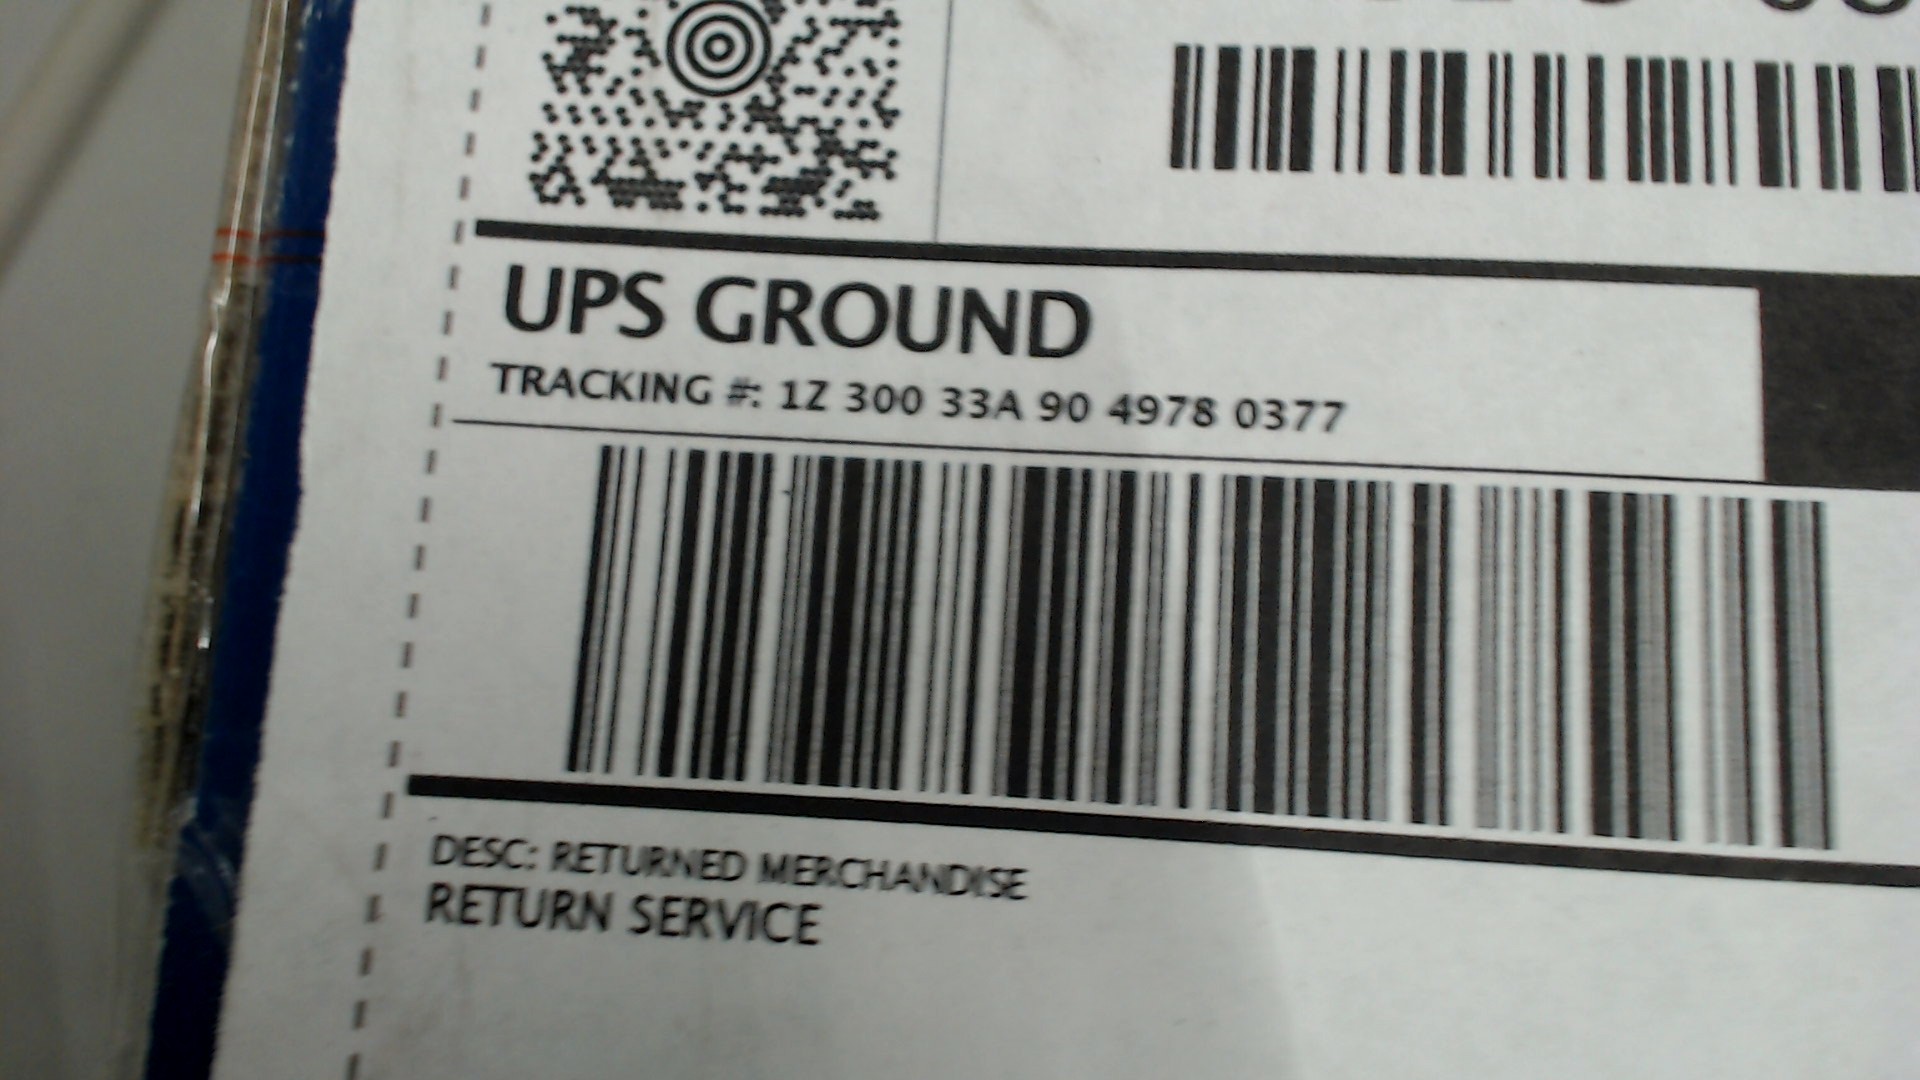 UPS GROUND
TRACKING #: 1Z 300 33A 90 4978 0377
DESC: RETURNED MERCHANDISE
RETURN SERVICE